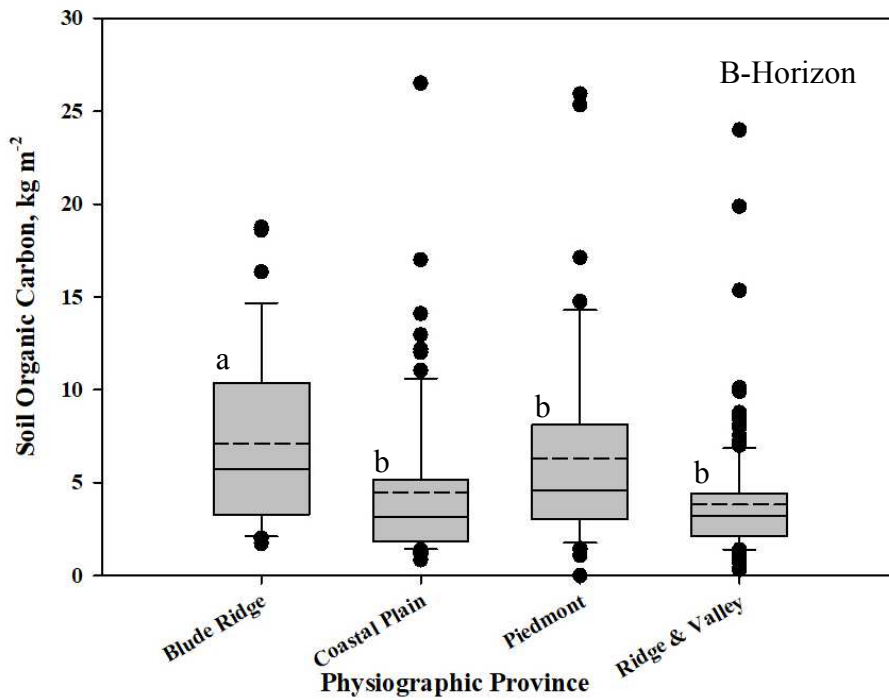 30
B-Horizon
25
20
15
a
10
b
b
b
5
0
Soil Organic Carbon, kg m⁻²
Blude Ridge
Coastal Plain
Piedmont
Ridge & Valley
Physiographic Province